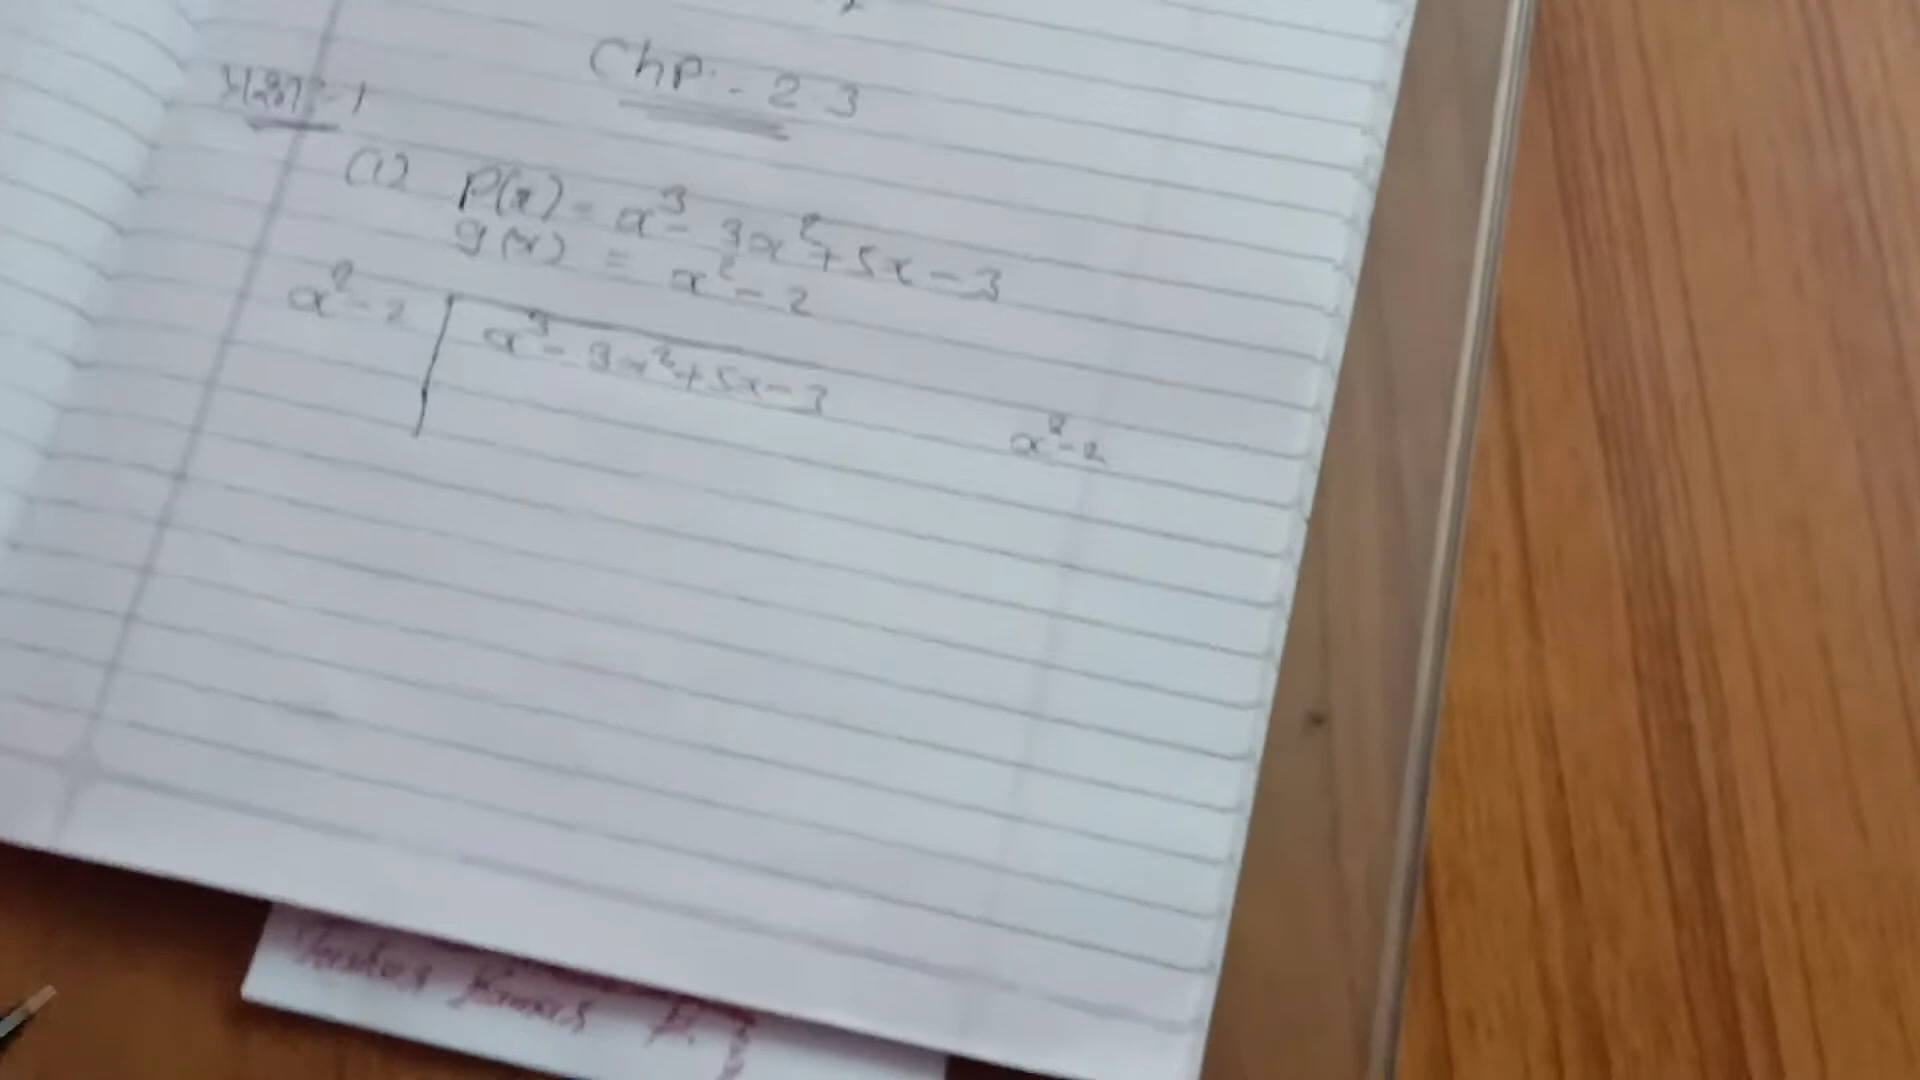 Chp. - 2.3
प्रश्न :- 1
(1) P(x) = x³ - 3x² + 5x - 3
g(x) = x² - 2
x² - 2 | x³ - 3x² + 5x - 3
x² - 2